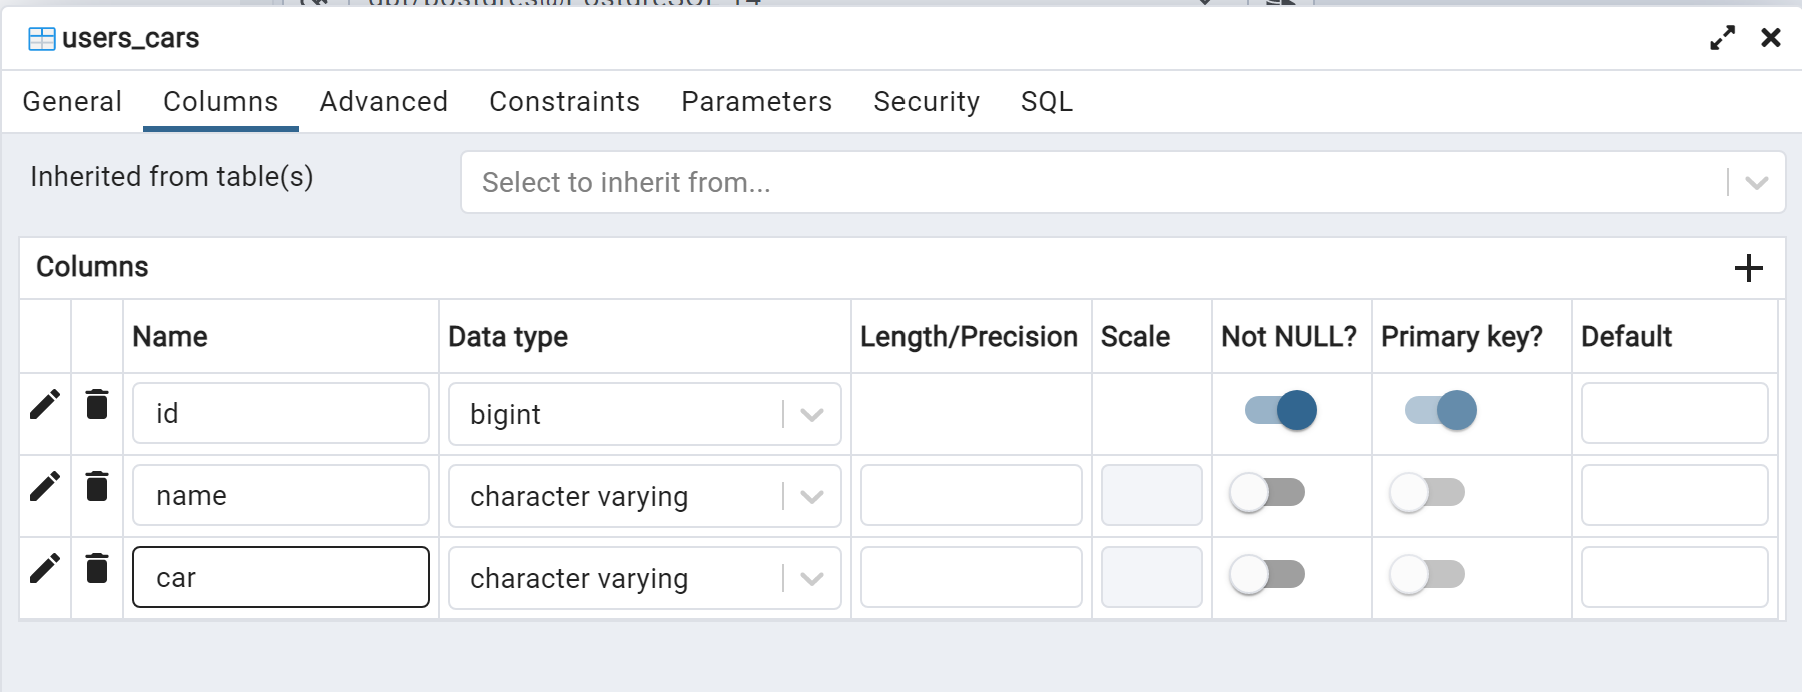 users_cars
General Columns Advanced Constraints Parameters Security SQL
Inherited from table(s) Select to inherit from...
Columns
Name Data type Length/Precision Scale Not NULL? Primary key? Default
id bigint
name character varying
car character varying